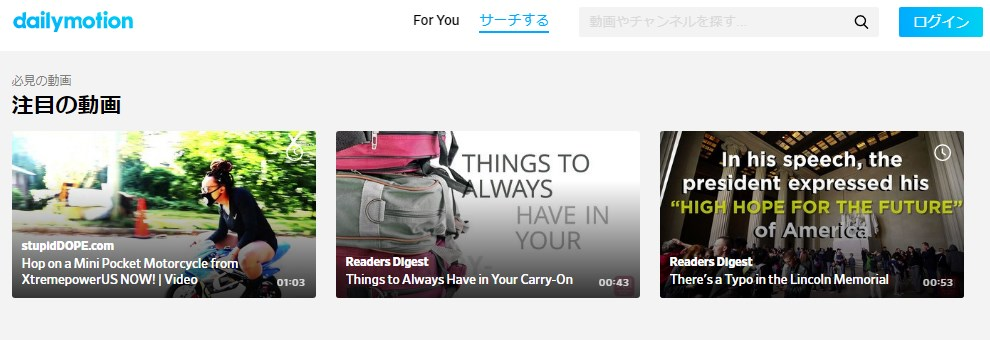 dailymotion
For You
サーチする
動画やチャンネルを探す...
ログイン
必見の動画
注目の動画
stupidDOPE.com
Hop on a Mini Pocket Motorcycle from
XtremepowerUS NOW! | Video
01:03
THINGS TO
ALWAYS
HAVE IN
YOUR
Readers Digest
Things to Always Have in Your Carry-On
00:43
In his speech, the
president expressed his
“HIGH HOPE FOR THE FUTURE”
of America
Readers Digest
There's a Typo in the Lincoln Memorial
00:53